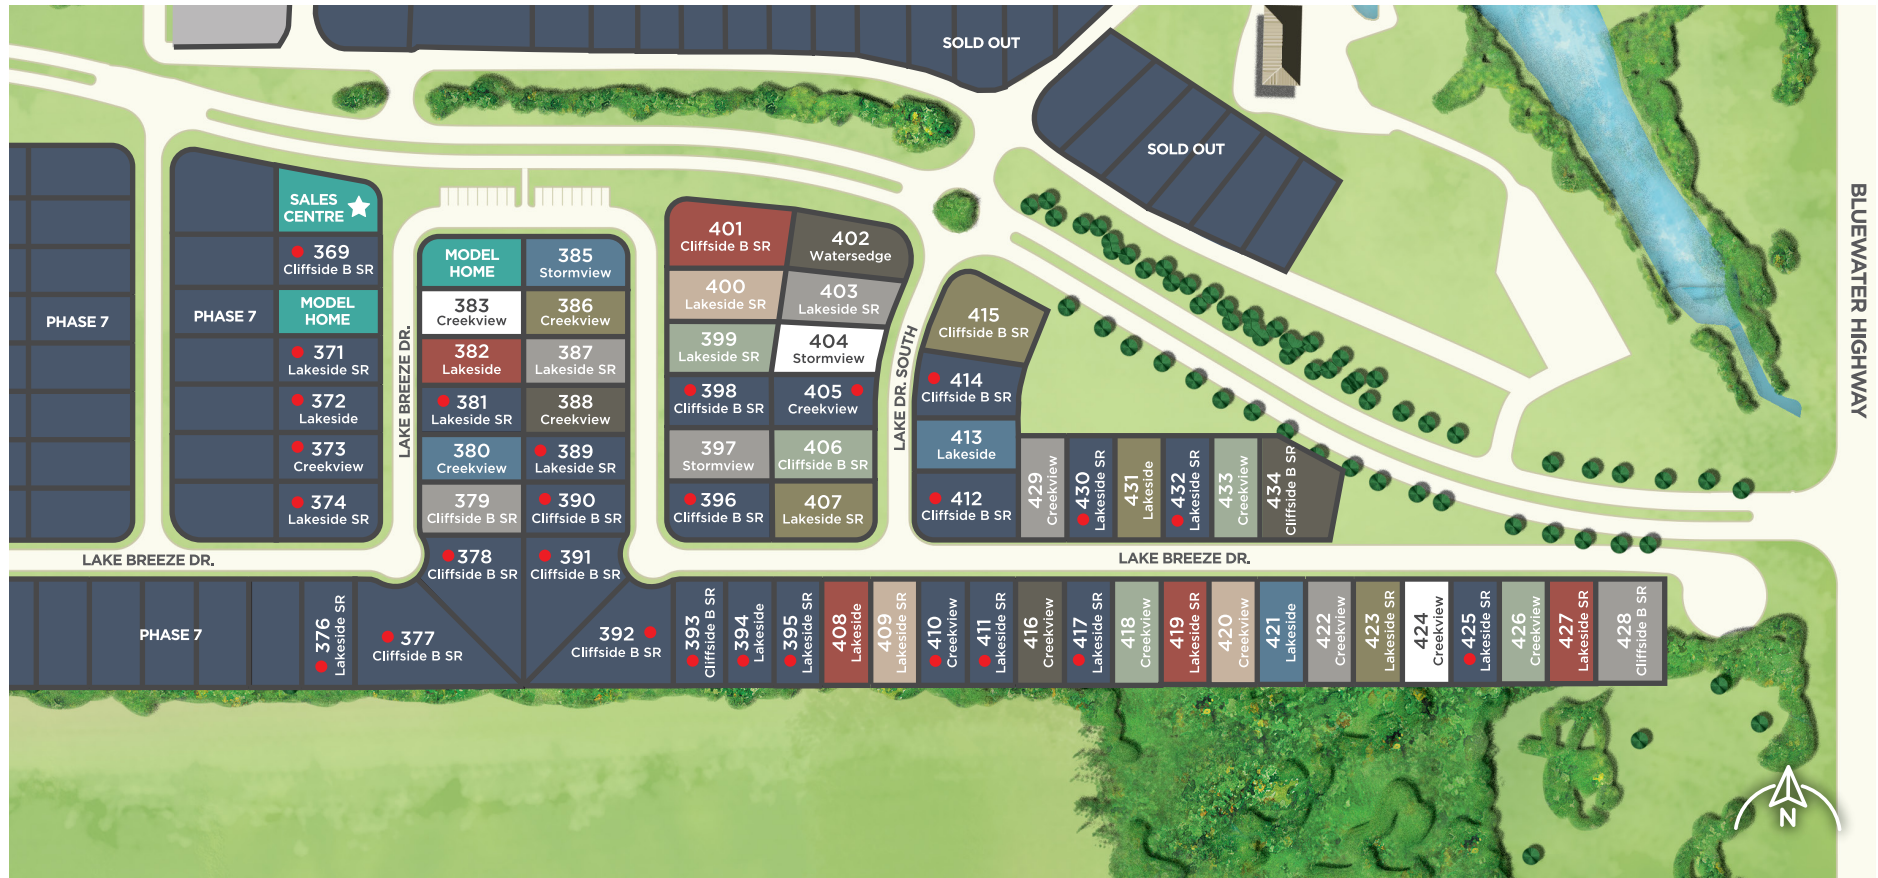 SOLD OUT
SOLD OUT
BLUEWATER HIGHWAY
PHASE 7
PHASE 7
SALES
CENTRE
369
Cliffside B SR
MODEL
HOME
371
Lakeside SR
372
Lakeside
373
Creekview
374
Lakeside SR
LAKE BREEZE DR.
MODEL
HOME
385
Stormview
383
Creekview
386
Creekview
382
Lakeside
387
Lakeside SR
381
Lakeside SR
388
Creekview
380
Creekview
389
Lakeside SR
379
Cliffside B SR
390
Cliffside B SR
378
Cliffside B SR
391
Cliffside B SR
401
Cliffside B SR
402
Watersedge
400
Lakeside SR
403
Lakeside SR
399
Lakeside SR
404
Stormview
398
Cliffside B SR
405
Creekview
397
Stormview
406
Cliffside B SR
396
Cliffside B SR
407
Lakeside SR
LAKE DR. SOUTH
415
Cliffside B SR
414
Cliffside B SR
413
Lakeside
412
Cliffside B SR
429
Creekview
430
Lakeside SR
431
Lakeside
432
Lakeside SR
433
Creekview
434
Cliffside B SR
LAKE BREEZE DR.
LAKE BREEZE DR.
PHASE 7
376
Lakeside SR
377
Cliffside B SR
392
Cliffside B SR
393
Cliffside B SR
394
Lakeside
395
Lakeside SR
408
Lakeside
409
Lakeside SR
410
Creekview
411
Lakeside SR
416
Creekview
417
Lakeside SR
418
Creekview
419
Lakeside SR
420
Creekview
421
Lakeside
422
Creekview
423
Lakeside SR
424
Creekview
425
Lakeside SR
426
Creekview
427
Lakeside SR
428
Cliffside B SR
N